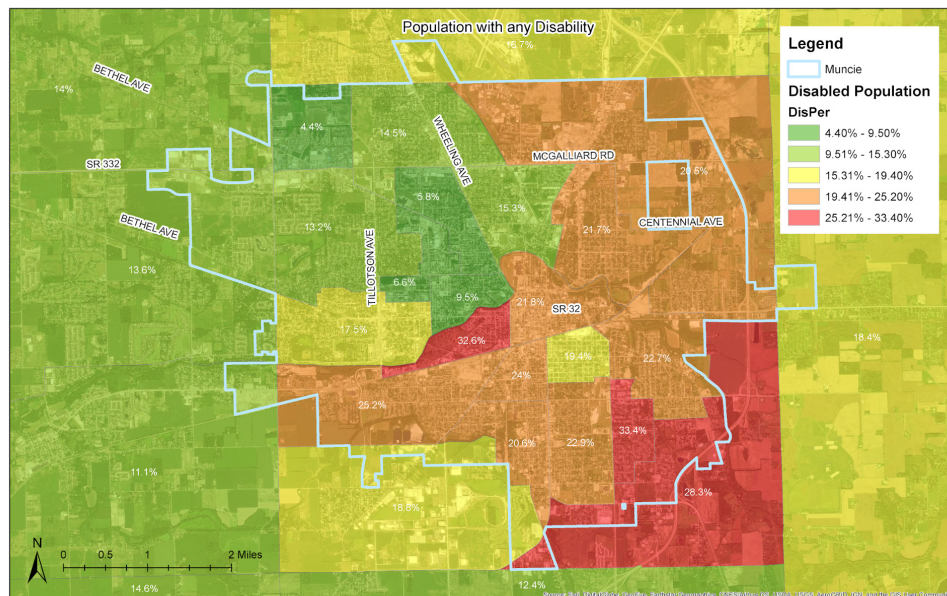 Population with any Disability
16.7%
Legend
Muncie
Disabled Population
DisPer
4.40% - 9.50%
9.51% - 15.30%
15.31% - 19.40%
19.41% - 25.20%
25.21% - 33.40%
BETHEL AVE
14%
4.4%
14.5%
WHEELING AVE
MCGALLIARD RD
SR 332
20.6%
5.8%
15.3%
BETHEL AVE
13.2%
TILLOTSON AVE
21.7%
CENTENNIAL AVE
13.6%
6.6%
9.5%
21.8%
SR 32
17.5%
32.6%
19.4%
22.7%
18.4%
24%
25.2%
33.4%
20.6%
22.9%
11.1%
28.3%
18.8%
N
0 0.5 1 2 Miles
14.6%
12.4%